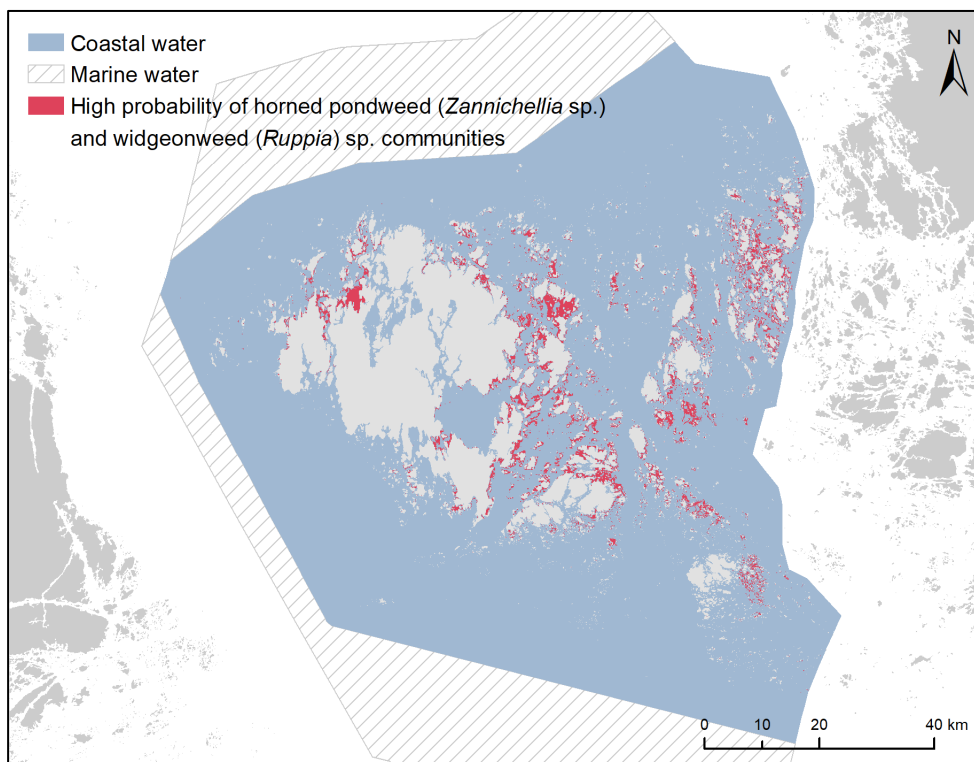 Coastal water
Marine water
High probability of horned pondweed (Zannichellia sp.)
and widgeonweed (Ruppia) sp. communities
N
0 10 20 40 km